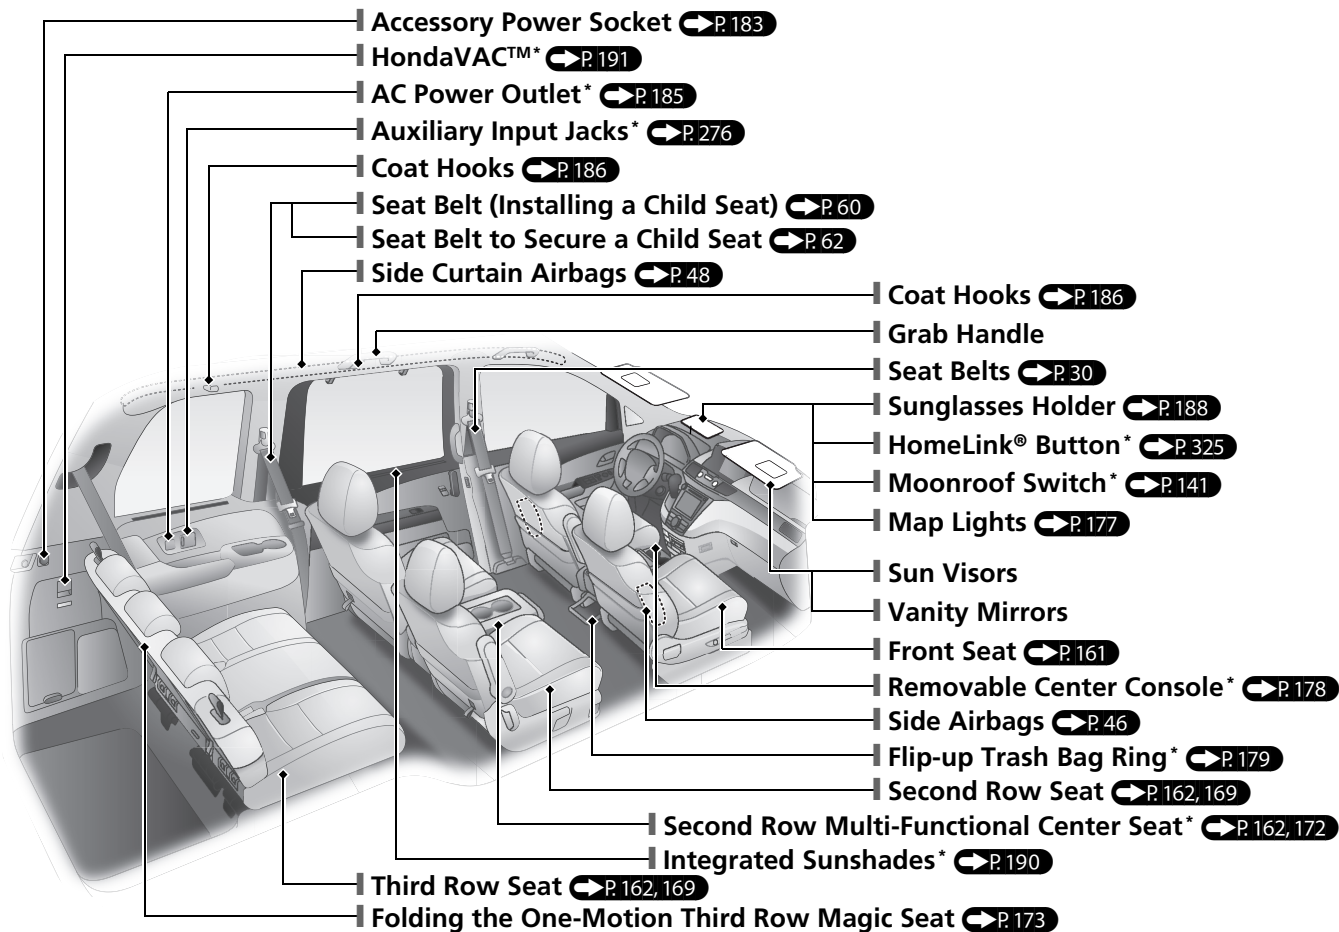 Accessory Power Socket P. 183
HondaVAC™* P. 191
AC Power Outlet* P. 185
Auxiliary Input Jacks* P. 276
Coat Hooks P. 186
Seat Belt (Installing a Child Seat) P. 60
Seat Belt to Secure a Child Seat P. 62
Side Curtain Airbags P. 48
Coat Hooks P. 186
Grab Handle
Seat Belts P. 30
Sunglasses Holder P. 188
HomeLink® Button* P. 325
Moonroof Switch* P. 141
Map Lights P. 177
Sun Visors
Vanity Mirrors
Front Seat P. 161
Removable Center Console* P. 178
Side Airbags P. 46
Flip-up Trash Bag Ring* P. 179
Second Row Seat P. 162, 169
Second Row Multi-Functional Center Seat* P. 162, 172
Integrated Sunshades* P. 190
Third Row Seat P. 162, 169
Folding the One-Motion Third Row Magic Seat P. 173